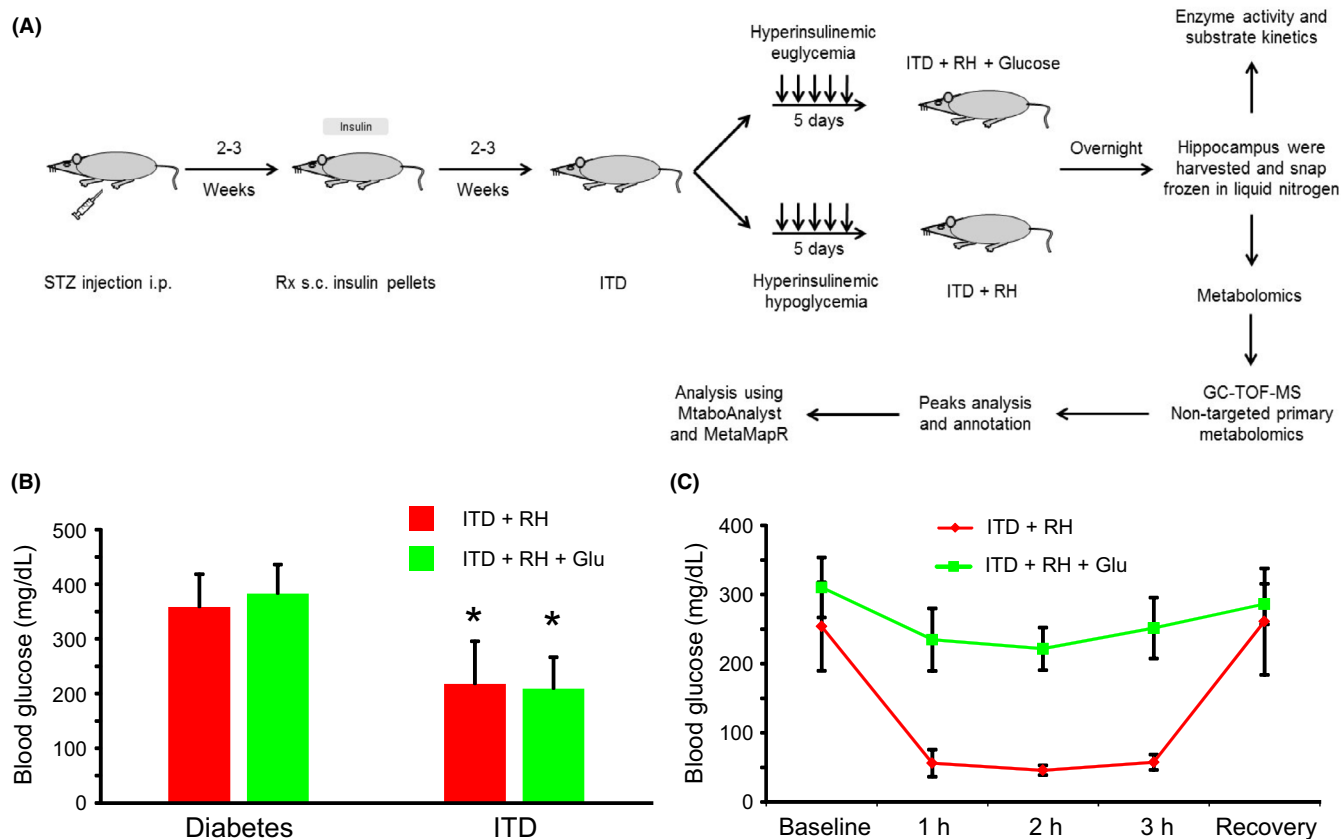 (A)
Hyperinsulinemic
euglycemia
5 days
ITD + RH + Glucose
Enzyme activity and
substrate kinetics
Insulin
2-3
Weeks
2-3
Weeks
Overnight
Hippocampus were
harvested and snap
frozen in liquid nitrogen
STZ injection i.p.
Rx s.c. insulin pellets
ITD
5 days
Hyperinsulinemic
hypoglycemia
ITD + RH
Metabolomics
GC-TOF-MS
Non-targeted primary
metabolomics
Peaks analysis
and annotation
Analysis using
MtaboAnalyst
and MetaMapR
(B)
Blood glucose (mg/dL)
500
400
300
200
100
0
ITD + RH
ITD + RH + Glu
*
*
Diabetes
ITD
(C)
Blood glucose (mg/dL)
400
300
200
100
0
ITD + RH
ITD + RH + Glu
Baseline
1 h
2 h
3 h
Recovery